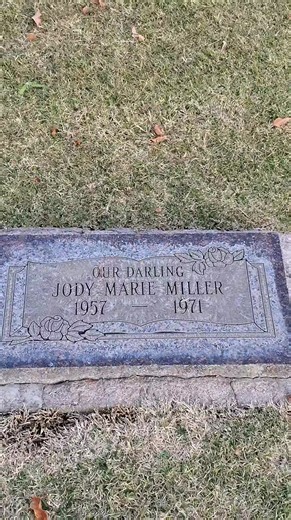 OUR DARLING
JODY MARIE MILLER
1957 — 1971